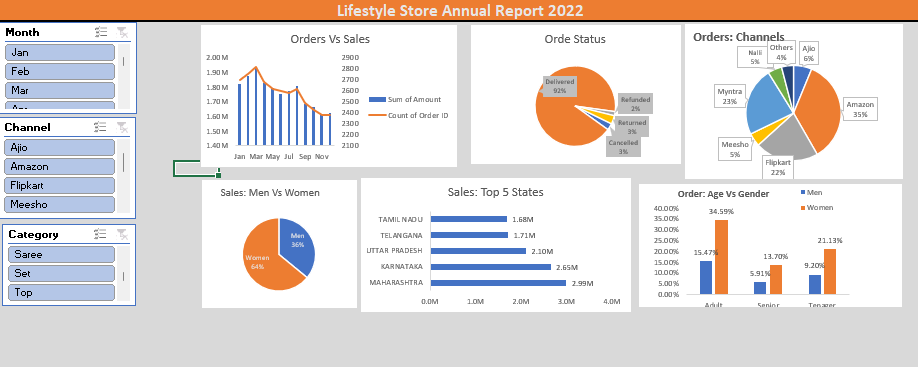 Lifestyle Store Annual Report 2022
Month
Jan
Feb
Mar
Apr
Channel
Ajio
Amazon
Flipkart
Meesho
Category
Saree
Set
Top
Orders Vs Sales
2.00M
1.80M
1.70M
1.60M
1.40M
2900
2800
2700
2600
2500
2400
2300
2200
2100
Jan Mar May Jul Sep Nov
Sum of Amount
Count of Order ID
Orde Status
Delivered
92%
Refunded
2%
Returned
3%
Cancelled
3%
Orders: Channels
Nalli
5%
Others
4%
Ajio
6%
Myntra
23%
Amazon
35%
Meesho
5%
Flipkart
22%
Sales: Men Vs Women
Men
36%
Women
64%
Sales: Top 5 States
TAMIL NADU 1.68M
TELANGANA 1.71M
UTTAR PRADESH 2.10M
KARNATAKA 2.65M
MAHARASHTRA 2.99M
0.0M 1.0M 2.0M 3.0M 4.0M
Order: Age Vs Gender
Men
Women
40.00%
35.00%
30.00%
25.00%
20.00%
15.00%
10.00%
5.00%
0.00%
34.59%
15.47%
5.91%
13.70%
9.20%
21.13%
Adult Senior Tenager